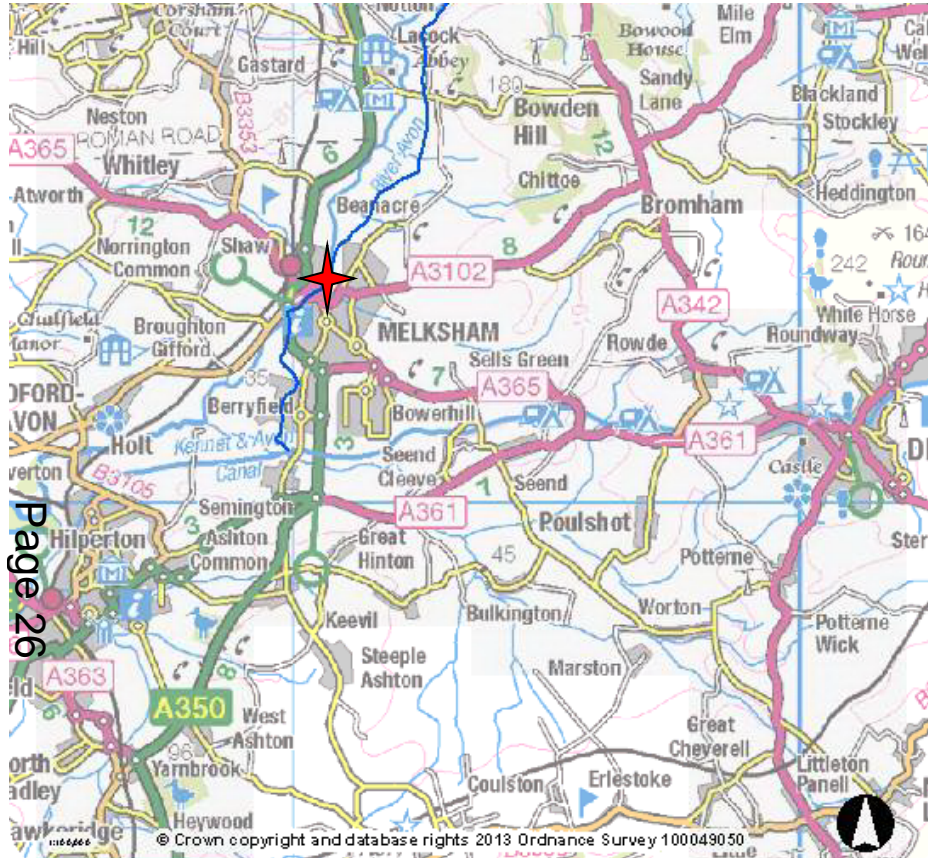 Corsham
Court
Notton
Lacock
Abbey
Bowood
House
Mile
Elm
Hill
Gastard
B3353
180
Sandy
Lane
Blackland
Stockley
Neston
ROMAN ROAD
Whitley
A365
6
River Avon
Bowden
Hill
12
Chittoe
Heddington
Atworth
Beanacre
Bromham
12
Norrington
Common
Shaw
8
A3102
242
164
White Horse
A342
Chalfield
Manor
Broughton
Gifford
MELKSHAM
Rowde
Roundway
Sells Green
35
7
A365
Berryfield
Bowerhill
Holt
Kennet & Avon
Canal
3
A361
B3105
Seend
Cleeve
7
Seend
Castle
Semington
A361
Poulshot
3
Hilperton
Ashton
Common
Great
Hinton
45
Potterne
Page 26
Keevil
Bulkington
Worton
Potterne
Wick
Steeple
Ashton
Marston
A363
8
A350
West
Ashton
Great
Cheverell
6
96
Yarnbrook
Littleton
Panell
Coulston
Erlestoke
Heywood
© Crown copyright and database rights 2013 Ordnance Survey 100049050